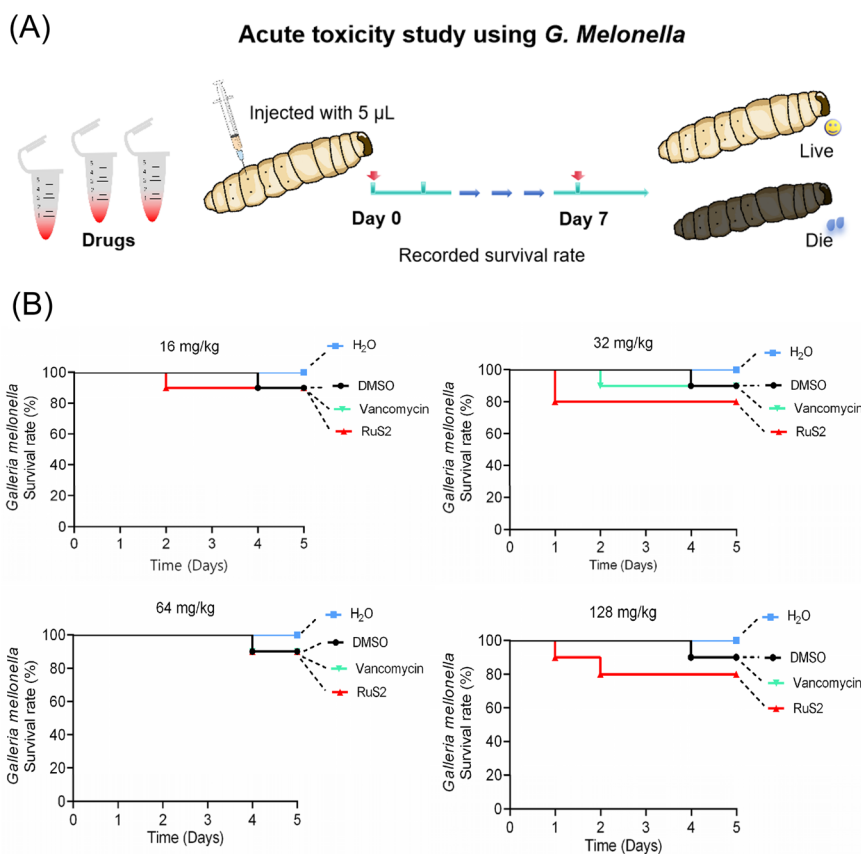 (A)
Acute toxicity study using G. Melonella
Injected with 5 µL
Drugs
Day 0
Day 7
Recorded survival rate
Live
Die
(B)
16 mg/kg
Galleria mellonella
Survival rate (%)
100
80
60
40
20
0
0 1 2 3 4 5
Time (Days)
H₂O
DMSO
Vancomycin
RuS2
32 mg/kg
Galleria mellonella
Survival rate (%)
100
80
60
40
20
0
0 1 2 3 4 5
Time (Days)
H₂O
DMSO
Vancomycin
RuS2
64 mg/kg
Galleria mellonella
Survival rate (%)
100
80
60
40
20
0
0 1 2 3 4 5
Time (Days)
H₂O
DMSO
Vancomycin
RuS2
128 mg/kg
Galleria mellonella
Survival rate (%)
100
80
60
40
20
0
0 1 2 3 4 5
Time (Days)
H₂O
DMSO
Vancomycin
RuS2